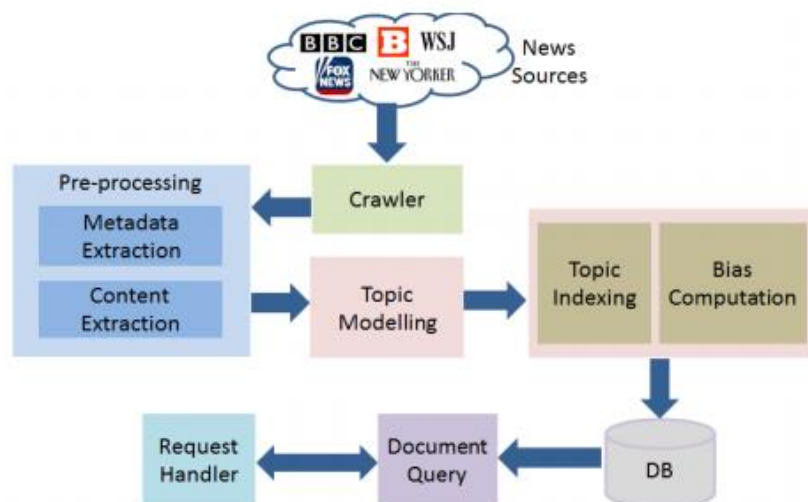 BBC B WSJ
News
Sources
FOX
NEWS
THE
NEW YORKER
Pre-processing
Metadata
Extraction
Content
Extraction
Crawler
Topic
Modelling
Topic
Indexing
Bias
Computation
Request
Handler
Document
Query
DB